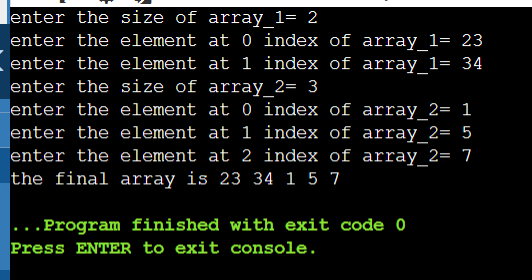 enter the size of array_1= 2
enter the element at 0 index of array_1= 23
enter the element at 1 index of array_1= 34
enter the size of array_2= 3
enter the element at 0 index of array_2= 1
enter the element at 1 index of array_2= 5
enter the element at 2 index of array_2= 7
the final array is 23 34 1 5 7
...Program finished with exit code 0
Press ENTER to exit console.